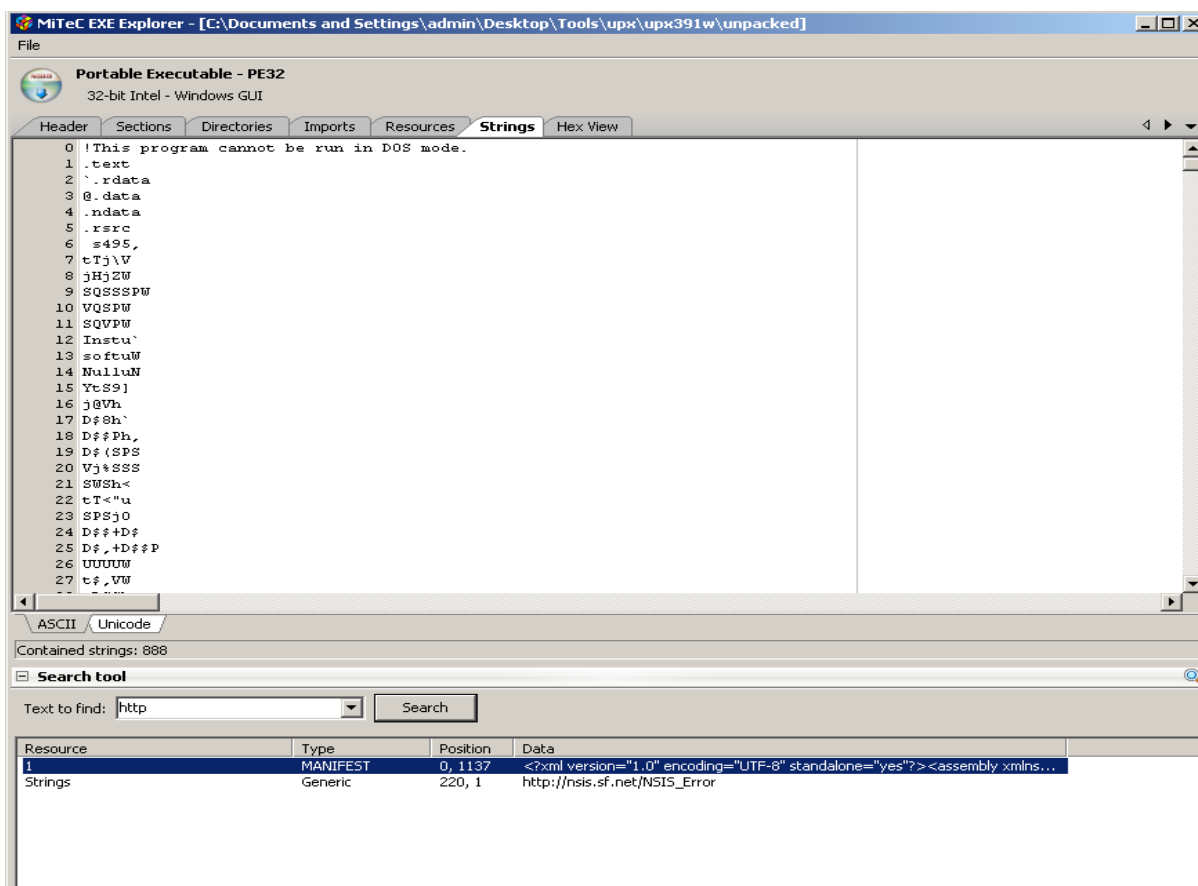 MiTeC EXE Explorer - [C:\Documents and Settings\admin\Desktop\Tools\upx\upx391w\unpacked]
File
Portable Executable - PE32
32-bit Intel - Windows GUI
Header Sections Directories Imports Resources Strings Hex View
0 !This program cannot be run in DOS mode.
1 .text
2 `.rdata
3 @.data
4 .ndata
5 .rsrc
6 s495,
7 tTj\V
8 jHjZW
9 SQSSSPW
10 VQSPW
11 SQVPW
12 Instu`
13 softuW
14 NulluN
15 YtS9]
16 j@Vh
17 D$8h`
18 D$$Ph,
19 D$(SPS
20 Vj%SSS
21 SWSh<
22 tT<"u
23 SPSj0
24 D$$+D$
25 D$,+D$$P
26 UUUUW
27 t$,VW
ASCII Unicode
Contained strings: 888
Search tool
Text to find: http Search
Resource Type Position Data
1 MANIFEST 0, 1137 <?xml version="1.0" encoding="UTF-8" standalone="yes"?><assembly xmlns...
Strings Generic 220, 1 http://nsis.sf.net/NSIS_Error